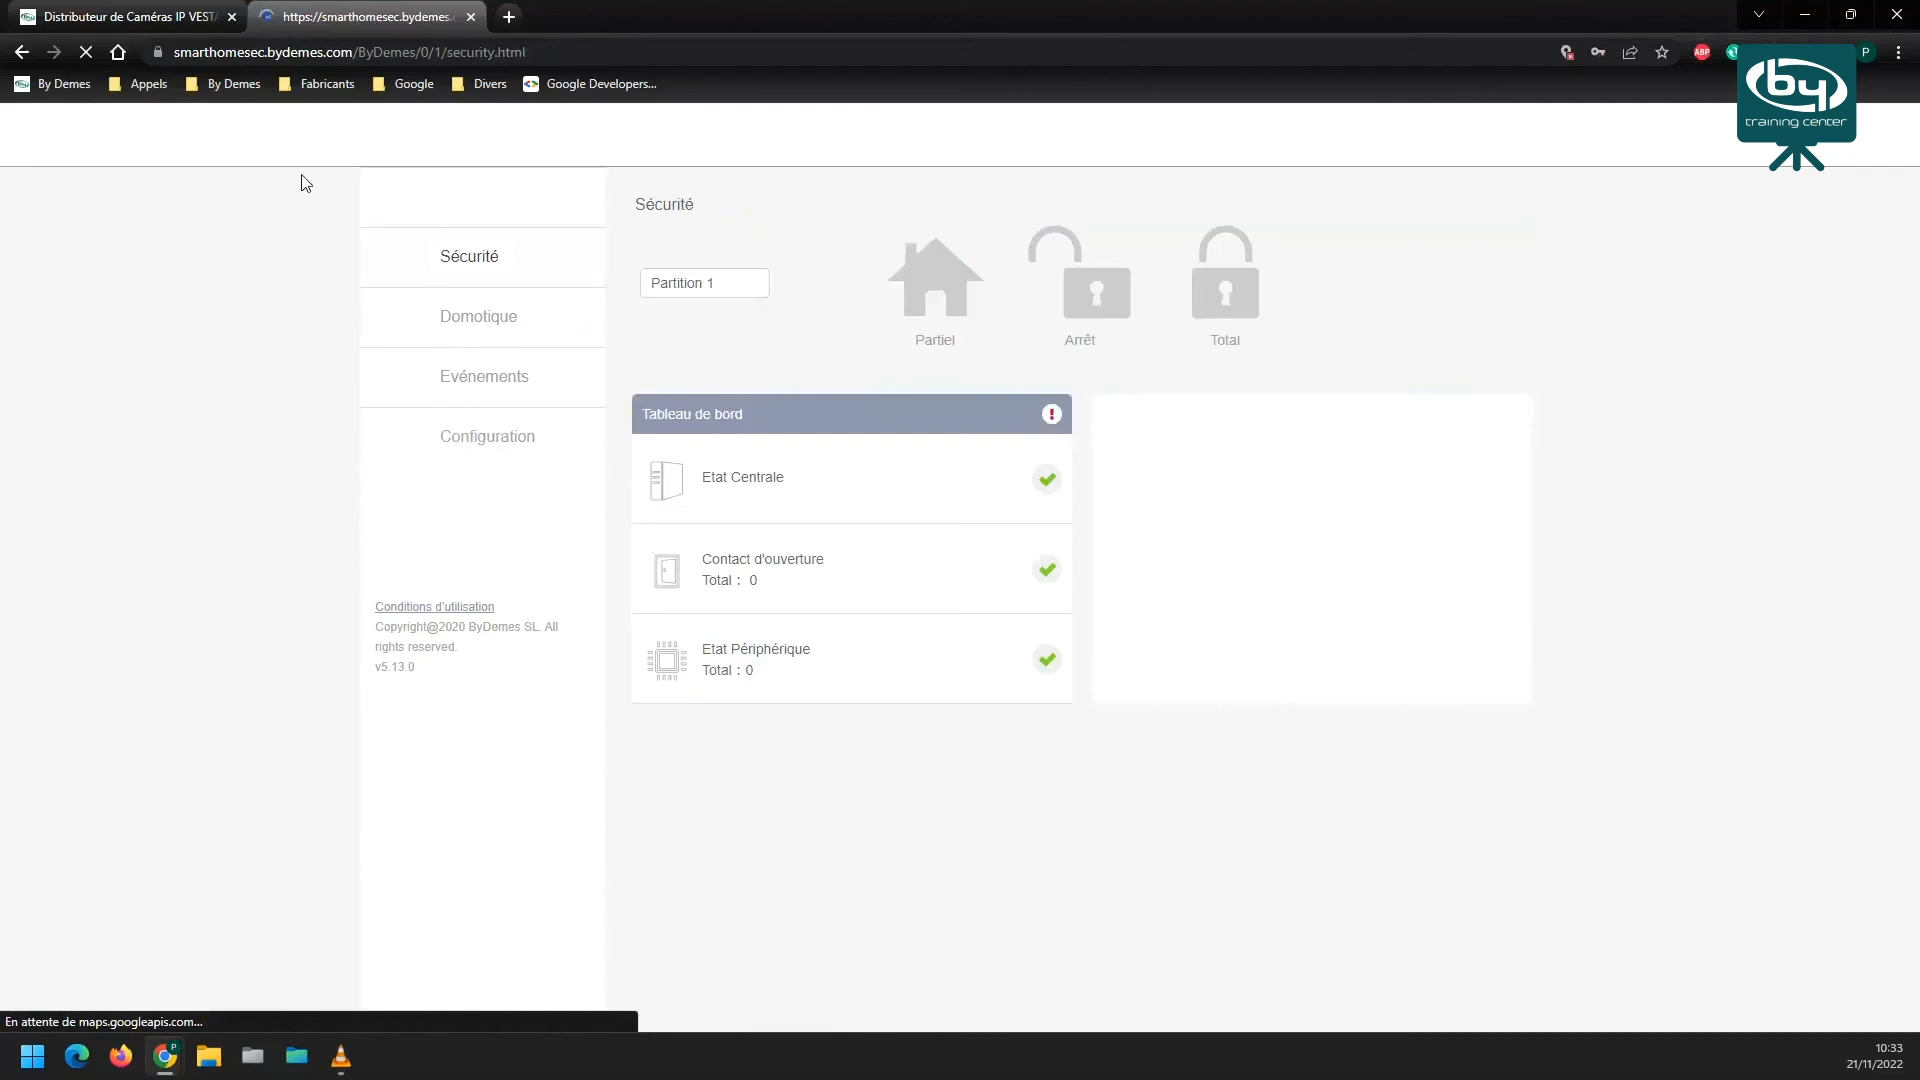 Distributeur de Caméras IP VESTA
https://smarthomesec.bydemes.c
smarthomesec.bydemes.com/ByDemes/0/1/security.html
ABP
P
By Demes
Appels
By Demes
Fabricants
Google
Divers
Google Developers...
by
training center
Sécurité
Domotique
Evénements
Configuration
Conditions d'utilisation
Copyright@2020 ByDemes SL. All
rights reserved.
v5.13.0
Sécurité
Partition 1
Partiel
Arrêt
Total
Tableau de bord
Etat Centrale
Contact d'ouverture
Total : 0
Etat Périphérique
Total : 0
En attente de maps.googleapis.com...
P
10:33
21/11/2022